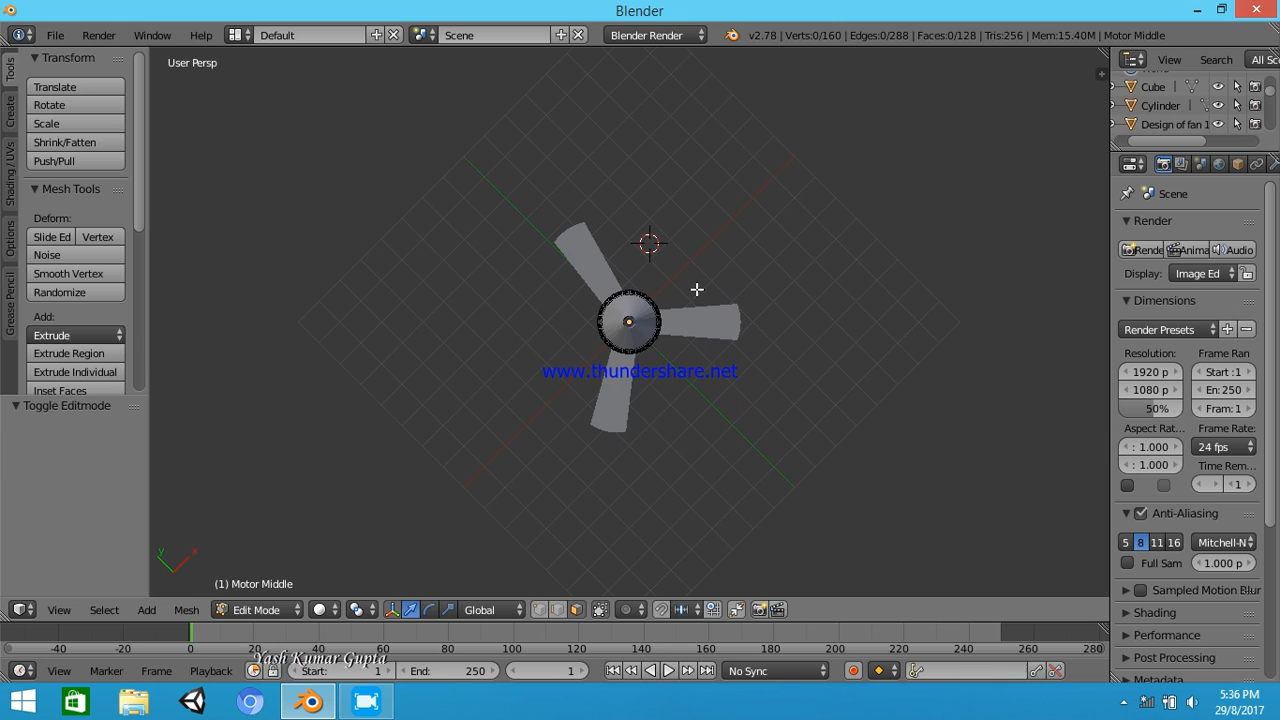 Blender
File Render Window Help Default Scene Blender Render v2.78 | Verts:0/160 | Edges:0/288 | Faces:0/128 | Tris:256 | Mem:15.40M | Motor Middle
Tools
Create
Shading / UVs
Options
Grease Pencil
Transform
Translate
Rotate
Scale
Shrink/Fatten
Push/Pull
Mesh Tools
Deform:
Slide Ed Vertex
Noise
Smooth Vertex
Randomize
Add:
Extrude
Extrude Region
Extrude Individual
Inset Faces
Toggle Editmode
User Persp
www.thundershare.net
y x
(1) Motor Middle
View Search All Sce
Cube
Cylinder
Design of fan 1
Scene
Render
Rende Anima Audio
Display: Image Ed
Dimensions
Render Presets
Resolution: Frame Ran
1920 p Start :1
1080 p En: 250
50% Fram: 1
Aspect Rat... Frame Rate:
: 1.000 24 fps
: 1.000 Time Rem...
1
Anti-Aliasing
5 8 11 16 Mitchell-N
Full Sam 1.000 p
Sampled Motion Blur
Shading
Performance
Post Processing
Metadata
View Select Add Mesh Edit Mode Global
-40 -20 0 20 40 60 80 100 120 140 160 180 200 220 240 260 280
Yash Kumar Gupta
View Marker Frame Playback Start: 1 End: 250 1 No Sync
5:36 PM
29/8/2017